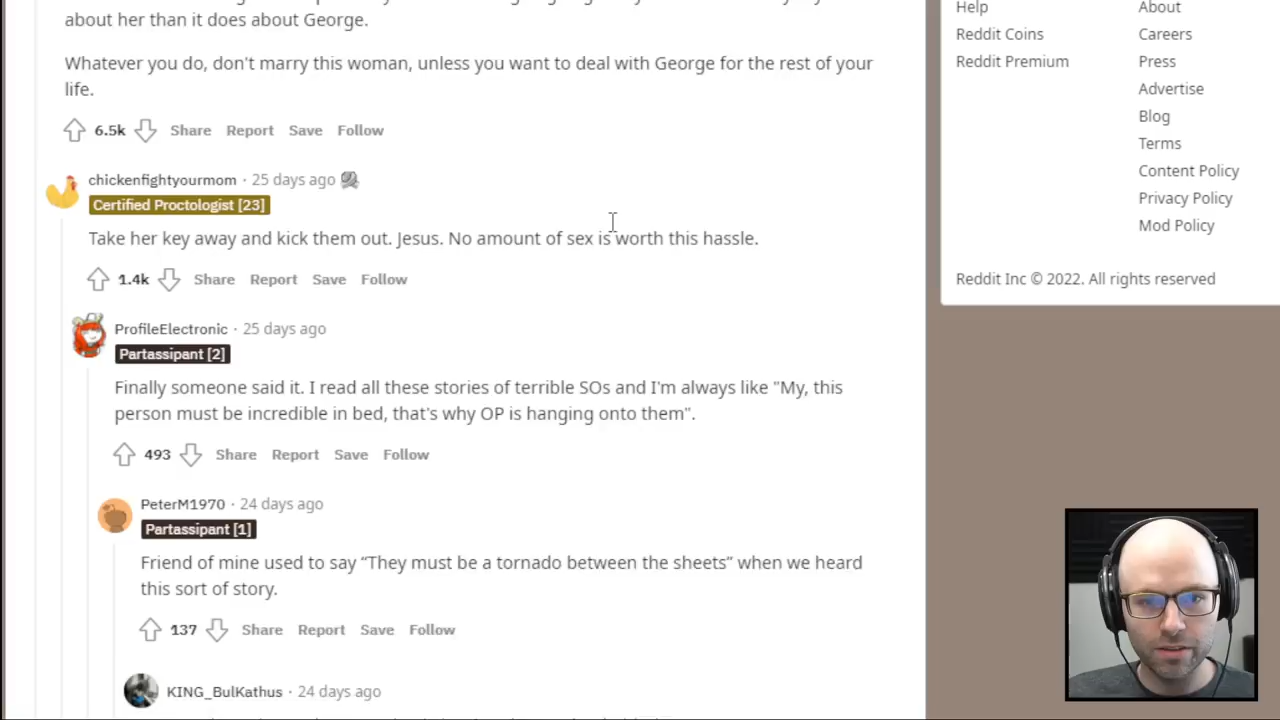 about her than it does about George.
Whatever you do, don't marry this woman, unless you want to deal with George for the rest of your
life.
6.5k Share Report Save Follow
chickenfightyourmom · 25 days ago
Certified Proctologist [23]
Take her key away and kick them out. Jesus. No amount of sex is worth this hassle.
1.4k Share Report Save Follow
ProfileElectronic · 25 days ago
Partassipant [2]
Finally someone said it. I read all these stories of terrible SOs and I'm always like "My, this
person must be incredible in bed, that's why OP is hanging onto them".
493 Share Report Save Follow
PeterM1970 · 24 days ago
Partassipant [1]
Friend of mine used to say “They must be a tornado between the sheets” when we heard
this sort of story.
137 Share Report Save Follow
KING_BulKathus · 24 days ago
Help About
Reddit Coins Careers
Reddit Premium Press
Advertise
Blog
Terms
Content Policy
Privacy Policy
Mod Policy
Reddit Inc © 2022. All rights reserved